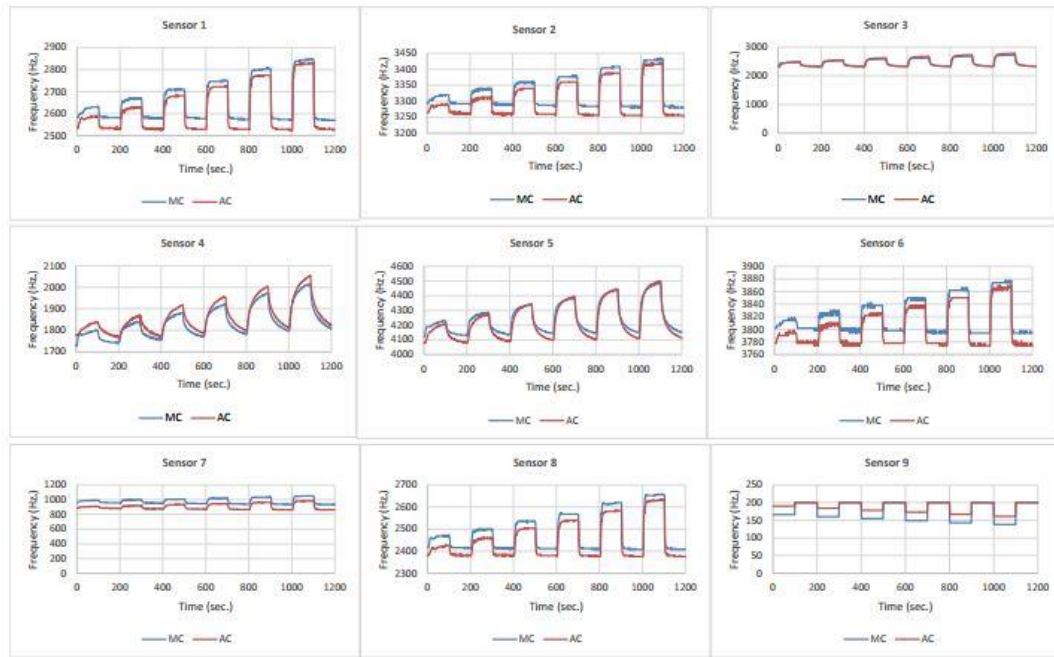 Sensor 1
Frequency (Hz.)
2900
2800
2700
2600
2500
0 200 400 600 800 1000 1200
Time (sec.)
MC AC
Sensor 2
Frequency (Hz.)
3450
3400
3350
3300
3250
3200
0 200 400 600 800 1000 1200
Time (sec.)
MC AC
Sensor 3
Frequency (Hz.)
3000
2000
1000
0
0 200 400 600 800 1000 1200
Time (sec.)
MC AC
Sensor 4
Frequency (Hz.)
2100
2000
1900
1800
1700
0 200 400 600 800 1000 1200
Time (sec.)
MC AC
Sensor 5
Frequency (Hz.)
4600
4500
4400
4300
4200
4100
4000
0 200 400 600 800 1000 1200
Time (sec.)
MC AC
Sensor 6
Frequency (Hz.)
3900
3880
3860
3840
3820
3800
3780
3760
0 200 400 600 800 1000 1200
Time (sec.)
MC AC
Sensor 7
Frequency (Hz.)
1200
1000
800
600
400
200
0
0 200 400 600 800 1000 1200
Time (sec.)
MC AC
Sensor 8
Frequency (Hz.)
2700
2600
2500
2400
2300
0 200 400 600 800 1000 1200
Time (sec.)
MC AC
Sensor 9
Frequency (Hz.)
250
200
150
100
50
0
0 200 400 600 800 1000 1200
Time (sec.)
MC AC